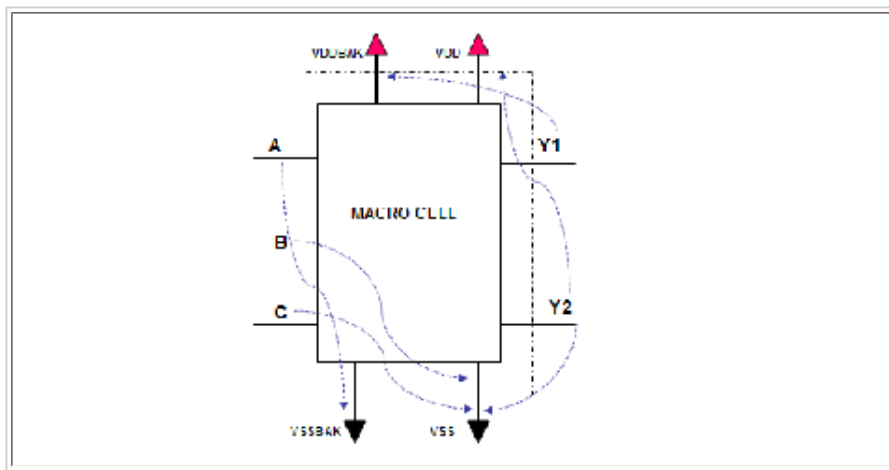 VDDBAK VDD
A
Y1
MACRO CELL
B
C
Y2
VSSBAK VSS